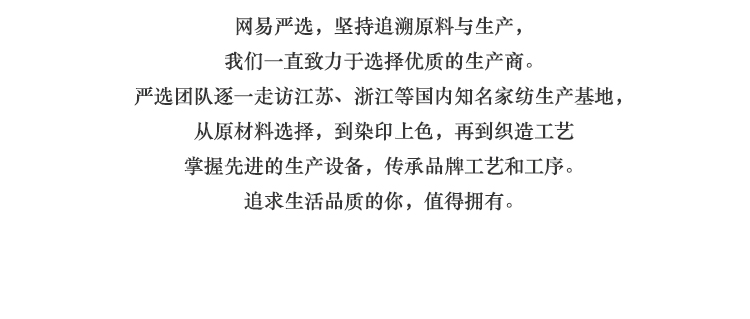 网易严选，坚持追溯原料与生产，
我们一直致力于选择优质的生产商。
严选团队逐一走访江苏、浙江等国内知名家纺生产基地，
从原材料选择，到染印上色，再到织造工艺
掌握先进的生产设备，传承品牌工艺和工序。
追求生活品质的你，值得拥有。